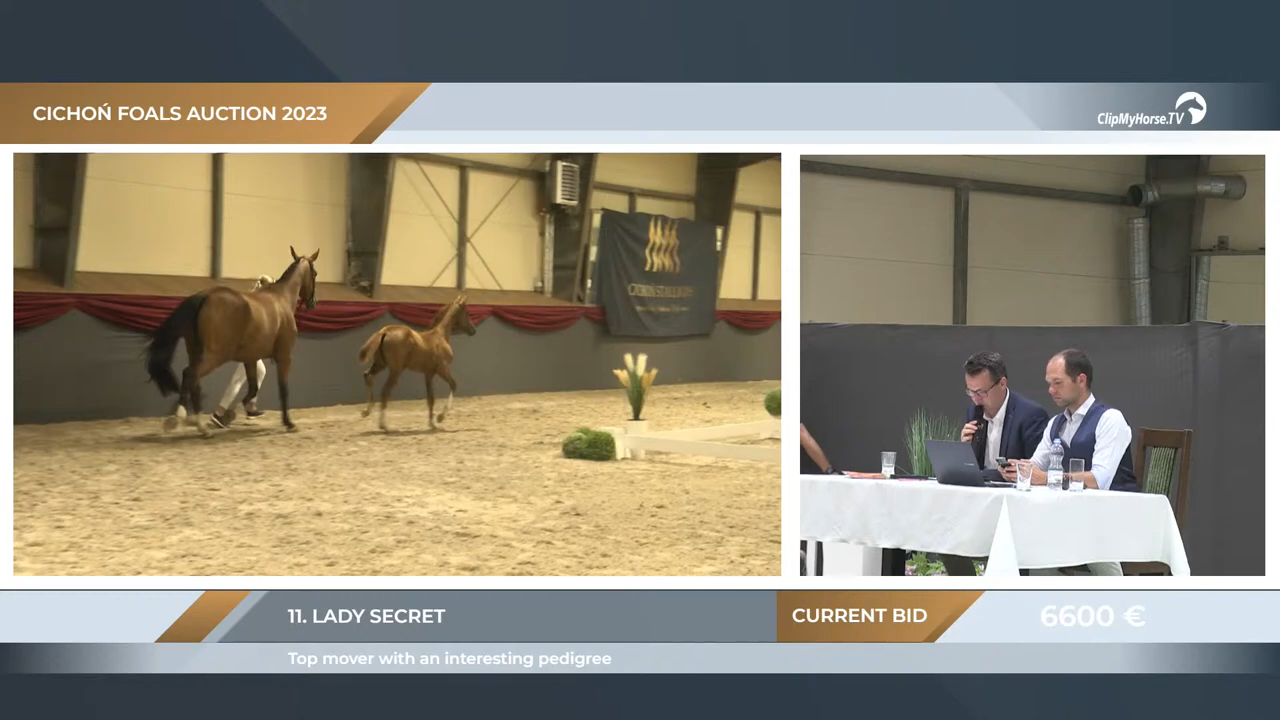 CICHOŃ FOALS AUCTION 2023
ClipMyHorse.TV
11. LADY SECRET
CURRENT BID
6600 €
Top mover with an interesting pedigree